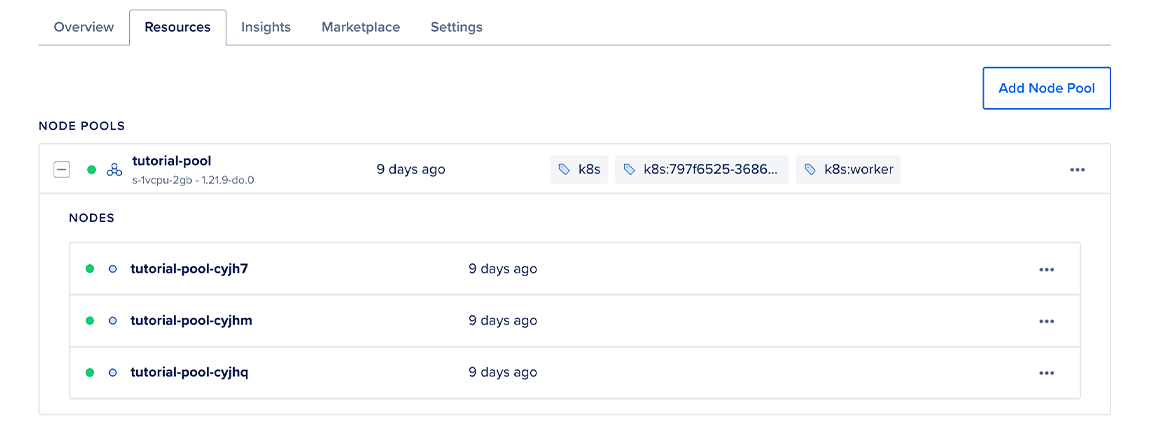 Overview Resources Insights Marketplace Settings
Add Node Pool
NODE POOLS
tutorial-pool 9 days ago k8s k8s:797f6525-3686... k8s:worker
s-1vcpu-2gb - 1.21.9-do.0
NODES
tutorial-pool-cyjh7 9 days ago
tutorial-pool-cyjhm 9 days ago
tutorial-pool-cyjhq 9 days ago